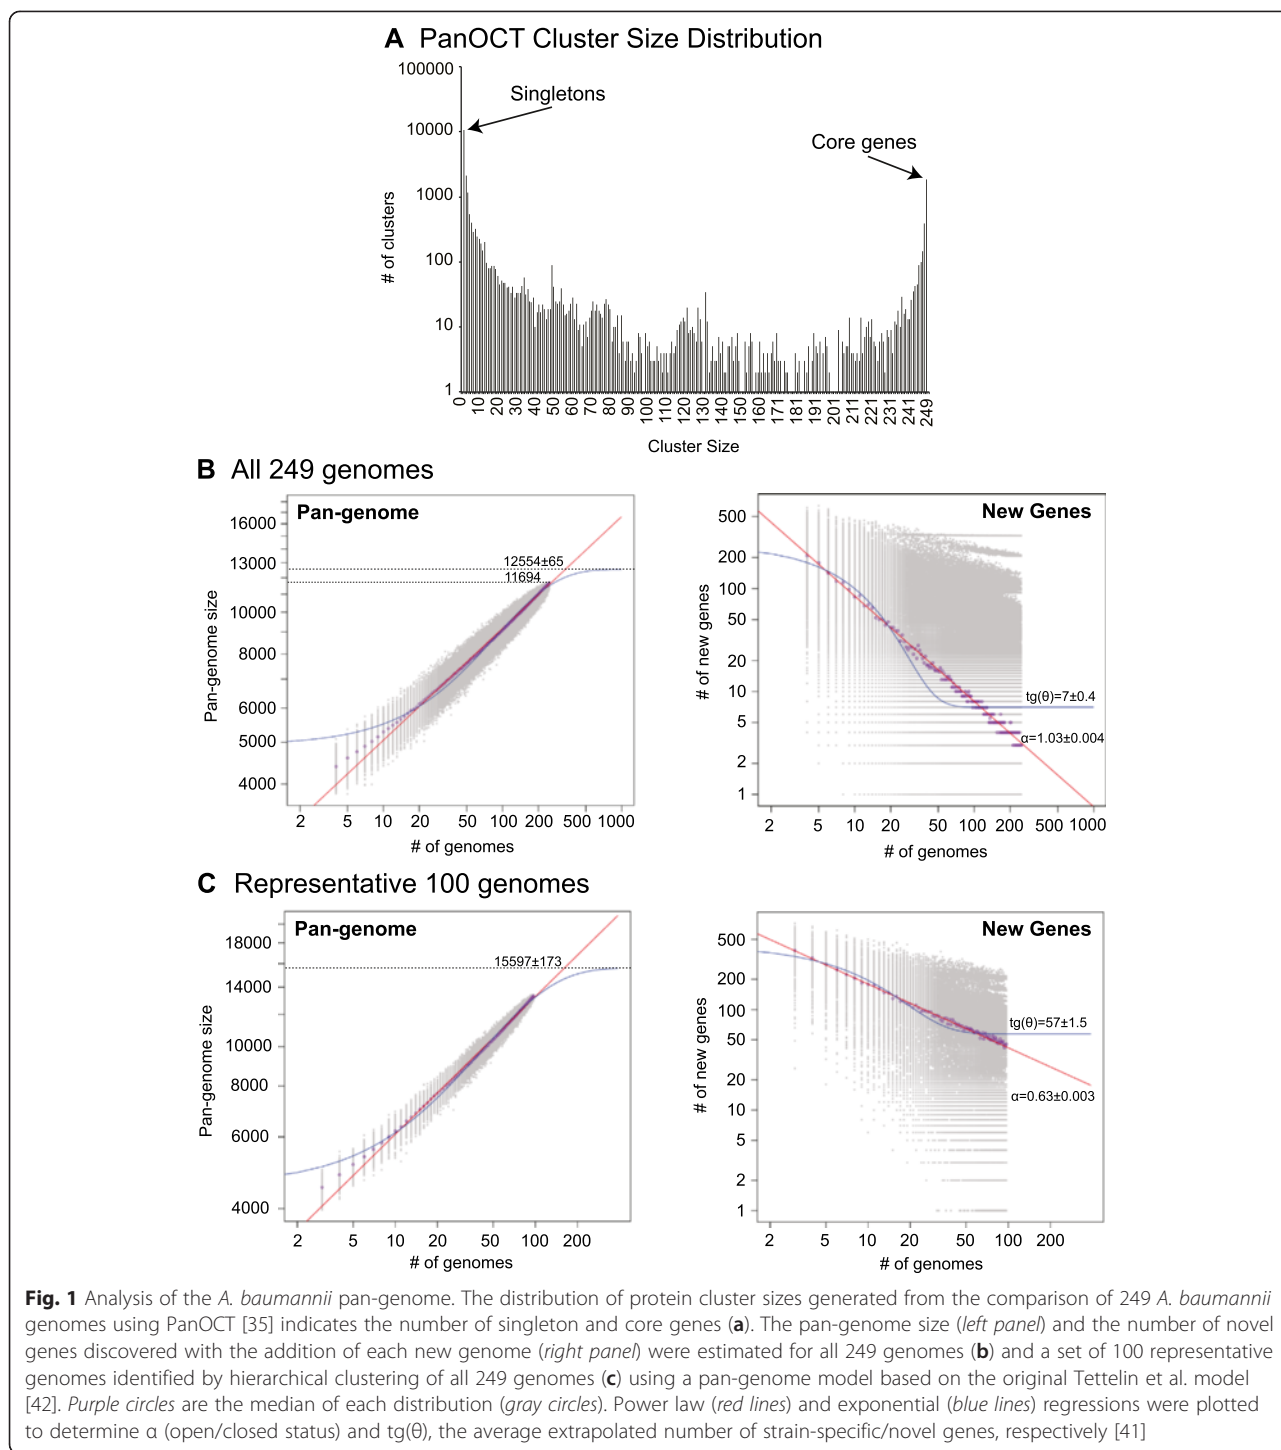 A PanOCT Cluster Size Distribution
100000
10000
1000
100
10
1
# of clusters
Singletons
Core genes
0 10 20 30 40 50 60 70 80 90 100 110 120 130 140 150 160 171 181 191 201 211 221 231 241 249
Cluster Size
B All 249 genomes
Pan-genome
16000
13000
10000
8000
6000
5000
4000
Pan-genome size
12554±65
11694
2 5 10 20 50 100 200 500 1000
# of genomes
New Genes
500
200
100
50
20
10
5
2
1
# of new genes
tg(θ)=7±0.4
α=1.03±0.004
2 5 10 20 50 100 200 500 1000
# of genomes
C Representative 100 genomes
Pan-genome
18000
14000
10000
8000
6000
4000
Pan-genome size
15597±173
2 5 10 20 50 100 200
# of genomes
New Genes
500
200
100
50
20
10
5
2
1
# of new genes
tg(θ)=57±1.5
α=0.63±0.003
2 5 10 20 50 100 200
# of genomes
Fig. 1 Analysis of the A. baumannii pan-genome. The distribution of protein cluster sizes generated from the comparison of 249 A. baumannii
genomes using PanOCT [35] indicates the number of singleton and core genes (a). The pan-genome size (left panel) and the number of novel
genes discovered with the addition of each new genome (right panel) were estimated for all 249 genomes (b) and a set of 100 representative
genomes identified by hierarchical clustering of all 249 genomes (c) using a pan-genome model based on the original Tettelin et al. model
[42]. Purple circles are the median of each distribution (gray circles). Power law (red lines) and exponential (blue lines) regressions were plotted
to determine α (open/closed status) and tg(θ), the average extrapolated number of strain-specific/novel genes, respectively [41]